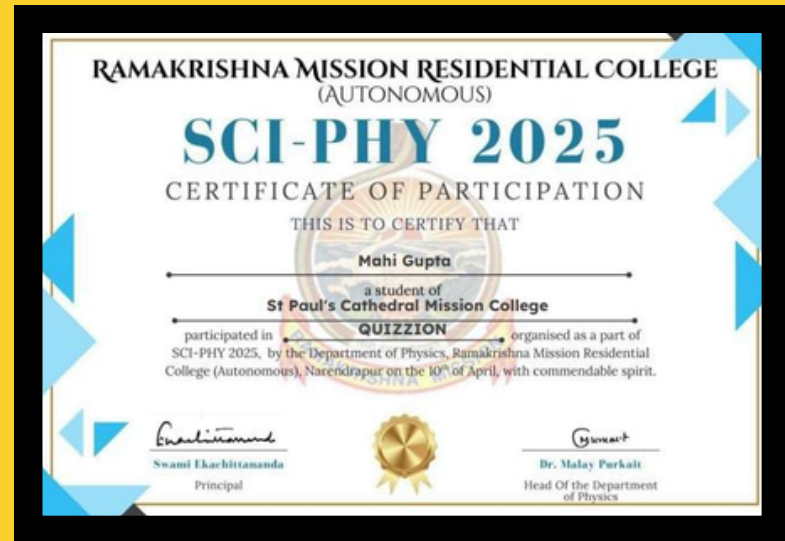 RAMAKRISHNA MISSION RESIDENTIAL COLLEGE
(AUTONOMOUS)
SCI-PHY 2025
CERTIFICATE OF PARTICIPATION
THIS IS TO CERTIFY THAT
Mahi Gupta
a student of
St Paul's Cathedral Mission College
participated in QUIZZION organised as a part of
SCI-PHY 2025, by the Department of Physics, Ramakrishna Mission Residential
College (Autonomous), Narendrapur on the 10th of April, with commendable spirit.
Swami Ekachittananda
Dr. Malay Purkait
Principal
Head Of the Department
of Physics
RAMAKRISHNA MISSION